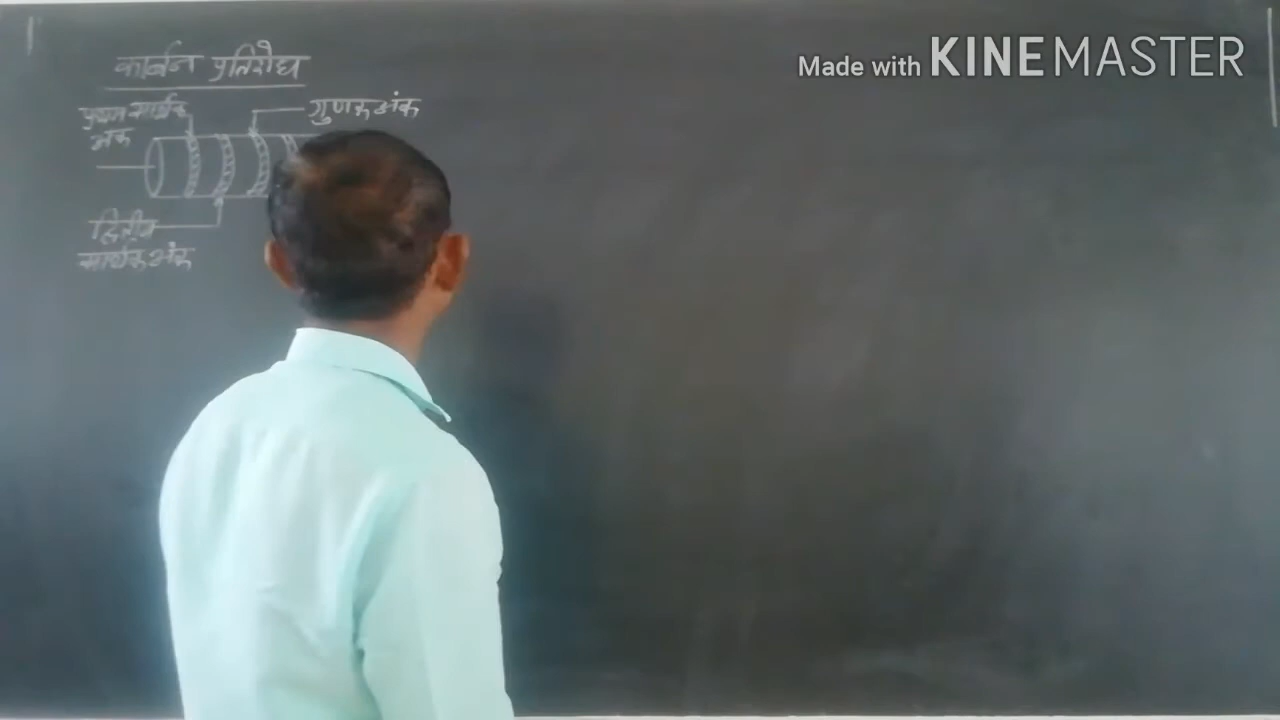 Made with KINEMASTER
कार्बन प्रतिरोध
प्रथम सार्थक
अंक
गुणक अंक
द्वितीय
सार्थक अंक